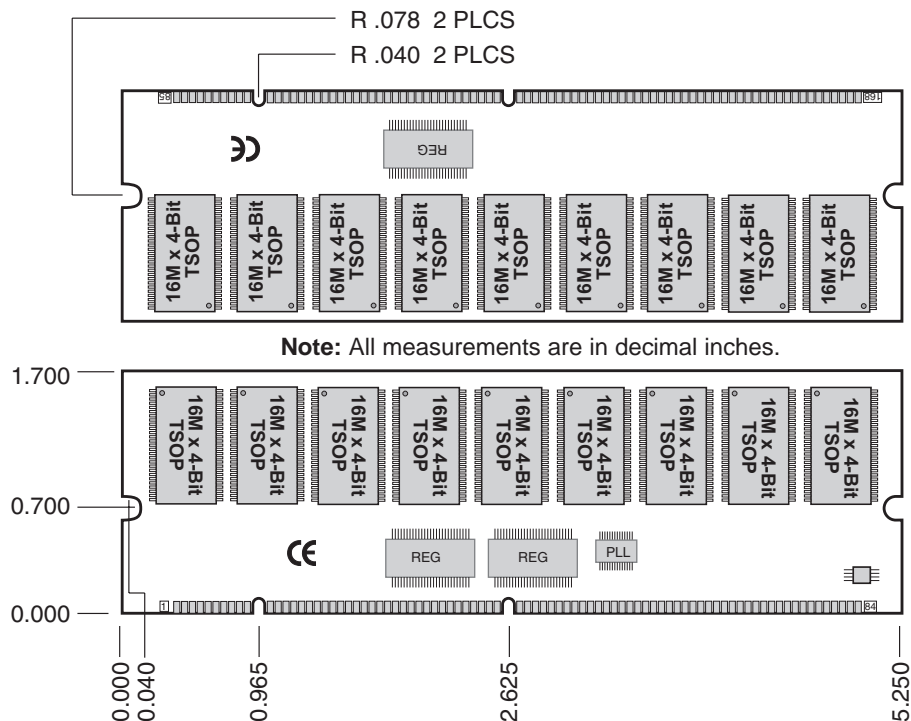 R .078 2 PLCS
R .040 2 PLCS
85
168
CE
REG
16M x 4-Bit
TSOP
16M x 4-Bit
TSOP
16M x 4-Bit
TSOP
16M x 4-Bit
TSOP
16M x 4-Bit
TSOP
16M x 4-Bit
TSOP
16M x 4-Bit
TSOP
16M x 4-Bit
TSOP
16M x 4-Bit
TSOP
Note: All measurements are in decimal inches.
1.700
16M x 4-Bit
TSOP
16M x 4-Bit
TSOP
16M x 4-Bit
TSOP
16M x 4-Bit
TSOP
16M x 4-Bit
TSOP
16M x 4-Bit
TSOP
16M x 4-Bit
TSOP
16M x 4-Bit
TSOP
16M x 4-Bit
TSOP
0.700
CE
REG
REG
PLL
0.000
1
84
0.000
0.040
0.965
2.625
5.250